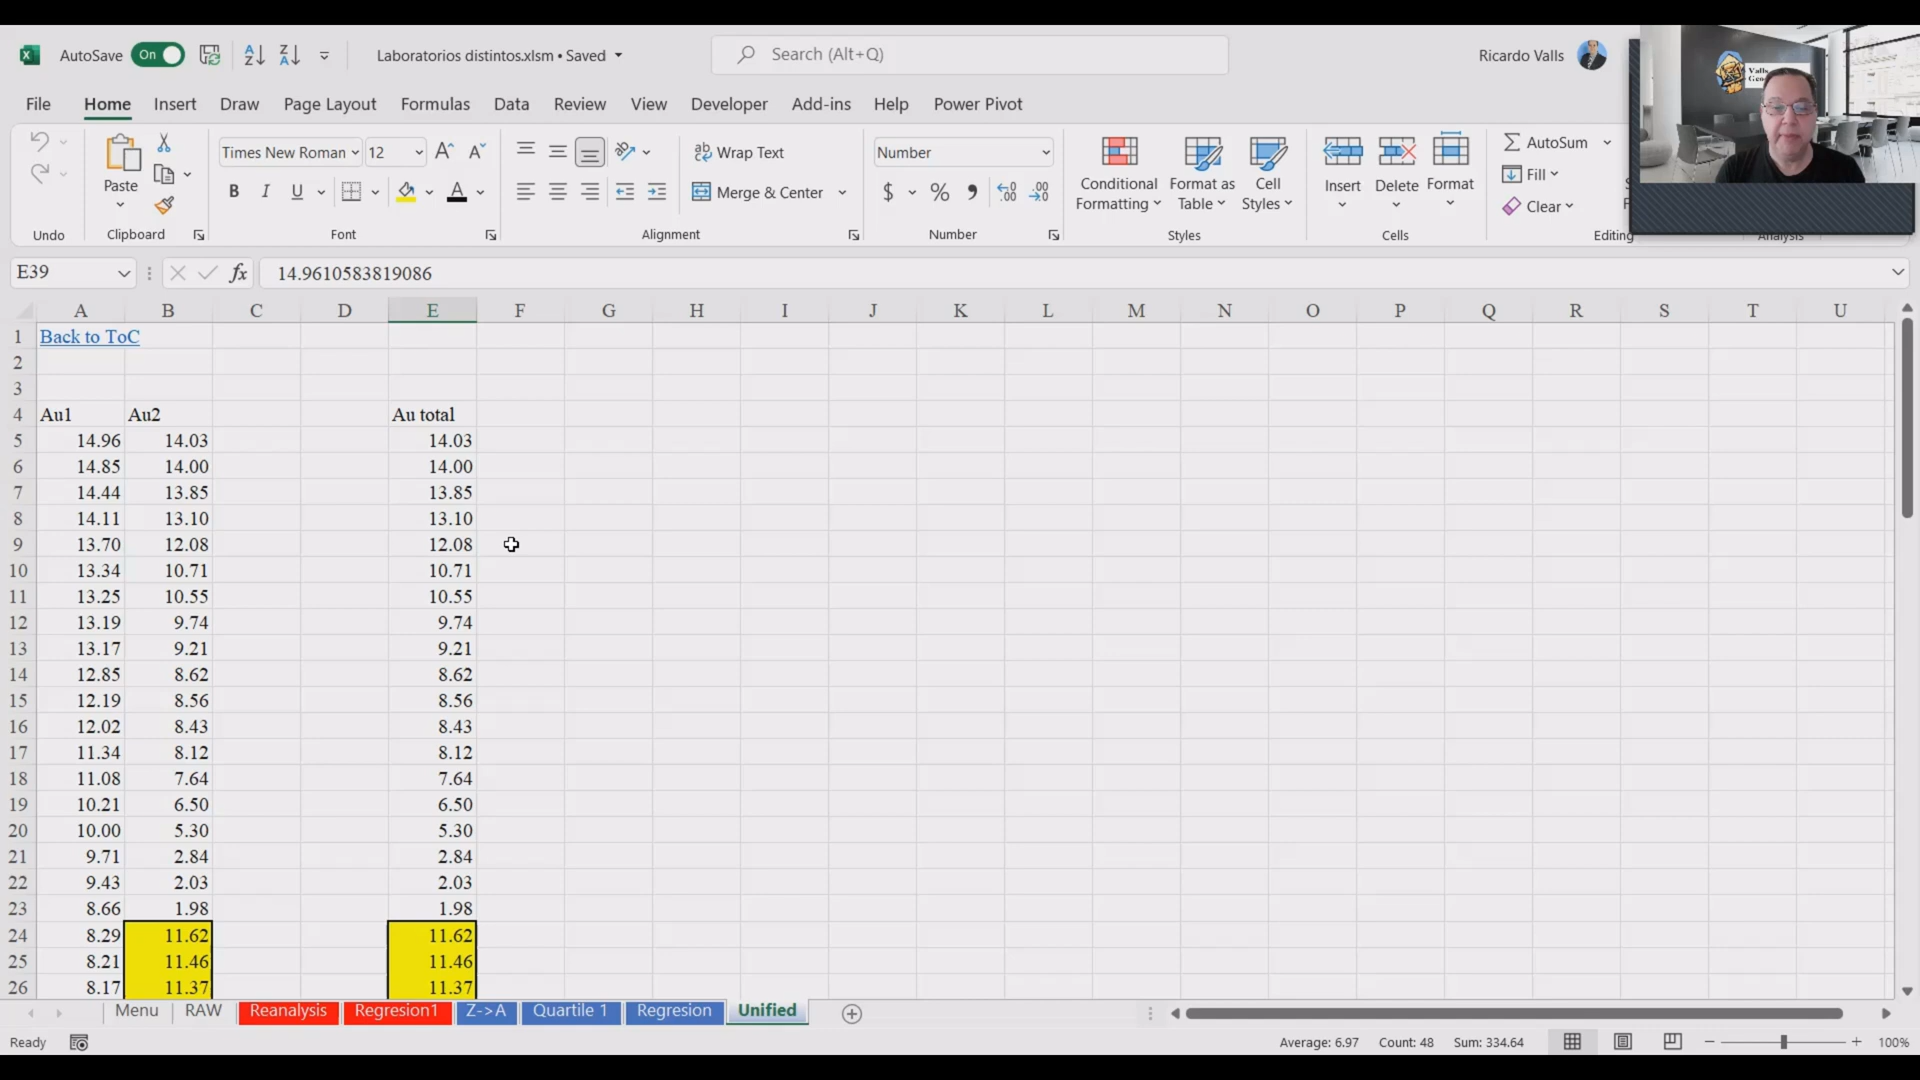 AutoSave On Laboratorios distintos.xlsm • Saved Search (Alt+Q) Ricardo Valls
File Home Insert Draw Page Layout Formulas Data Review View Developer Add-ins Help Power Pivot
Times New Roman 12 Wrap Text Number AutoSum
Paste Merge & Center Conditional Formatting Format as Table Cell Styles Insert Delete Format Fill
Clear
Undo Clipboard Font Alignment Number Styles Cells Editing Analysis
E39 fx 14.9610583819086
A B C D E F G H I J K L M N O P Q R S T U
1 Back to ToC
2
3
4 Au1 Au2 Au total
5 14.96 14.03 14.03
6 14.85 14.00 14.00
7 14.44 13.85 13.85
8 14.11 13.10 13.10
9 13.70 12.08 12.08
10 13.34 10.71 10.71
11 13.25 10.55 10.55
12 13.19 9.74 9.74
13 13.17 9.21 9.21
14 12.85 8.62 8.62
15 12.19 8.56 8.56
16 12.02 8.43 8.43
17 11.34 8.12 8.12
18 11.08 7.64 7.64
19 10.21 6.50 6.50
20 10.00 5.30 5.30
21 9.71 2.84 2.84
22 9.43 2.03 2.03
23 8.66 1.98 1.98
24 8.29 11.62 11.62
25 8.21 11.46 11.46
26 8.17 11.37 11.37
Menu RAW Reanalysis Regresion1 Z->A Quartile 1 Regresion Unified
Ready Average: 6.97 Count: 48 Sum: 334.64 100%